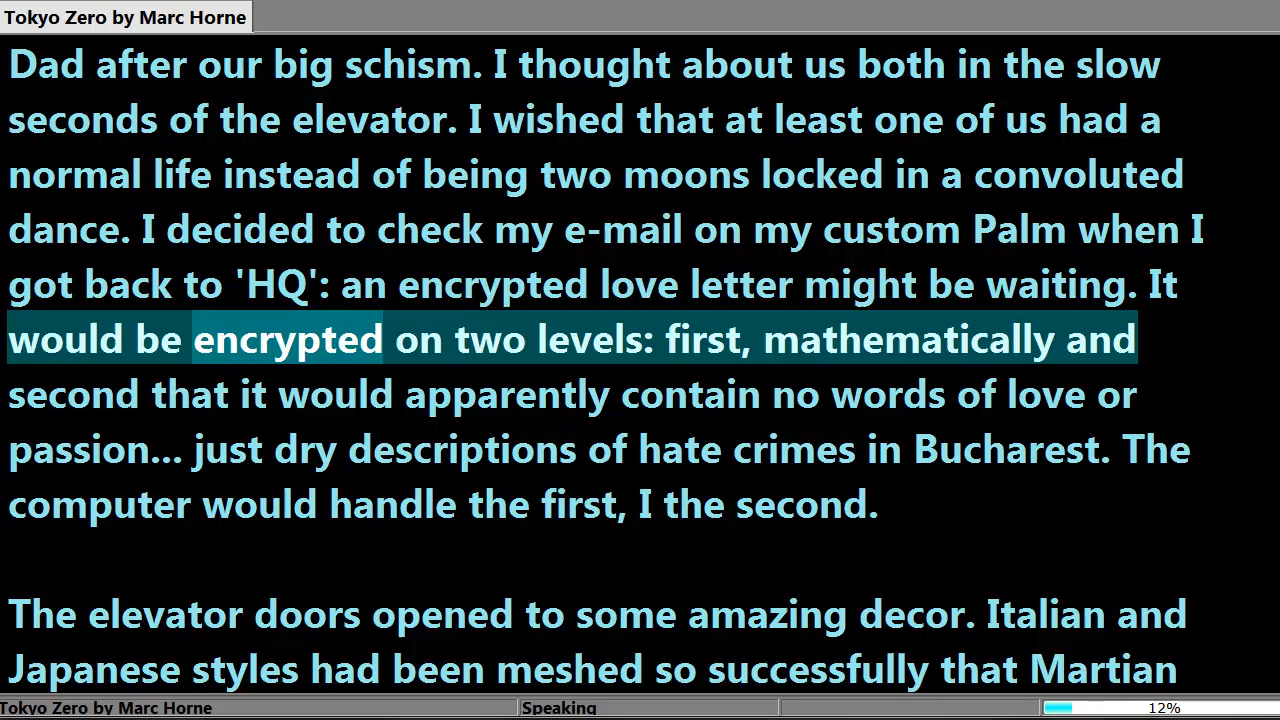 Tokyo Zero by Marc Horne
Dad after our big schism. I thought about us both in the slow
seconds of the elevator. I wished that at least one of us had a
normal life instead of being two moons locked in a convoluted
dance. I decided to check my e-mail on my custom Palm when I
got back to 'HQ': an encrypted love letter might be waiting. It
would be encrypted on two levels: first, mathematically and
second that it would apparently contain no words of love or
passion... just dry descriptions of hate crimes in Bucharest. The
computer would handle the first, I the second.
The elevator doors opened to some amazing decor. Italian and
Japanese styles had been meshed so successfully that Martian
Tokyo Zero by Marc Horne Speaking 12%